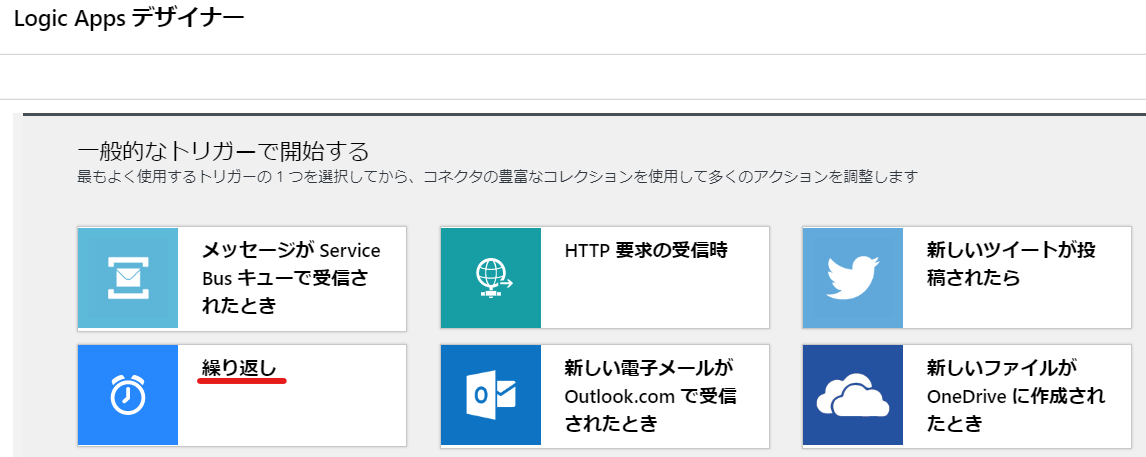 Logic Apps デザイナー
一般的なトリガーで開始する
最もよく使用するトリガーの 1 つを選択してから、コネクタの豊富なコレクションを使用して多くのアクションを調整します
メッセージが Service
Bus キューで受信さ
れたとき
HTTP 要求の受信時
新しいツイートが投
稿されたら
繰り返し
新しい電子メールが
Outlook.com で受信
されたとき
新しいファイルが
OneDrive に作成され
たとき